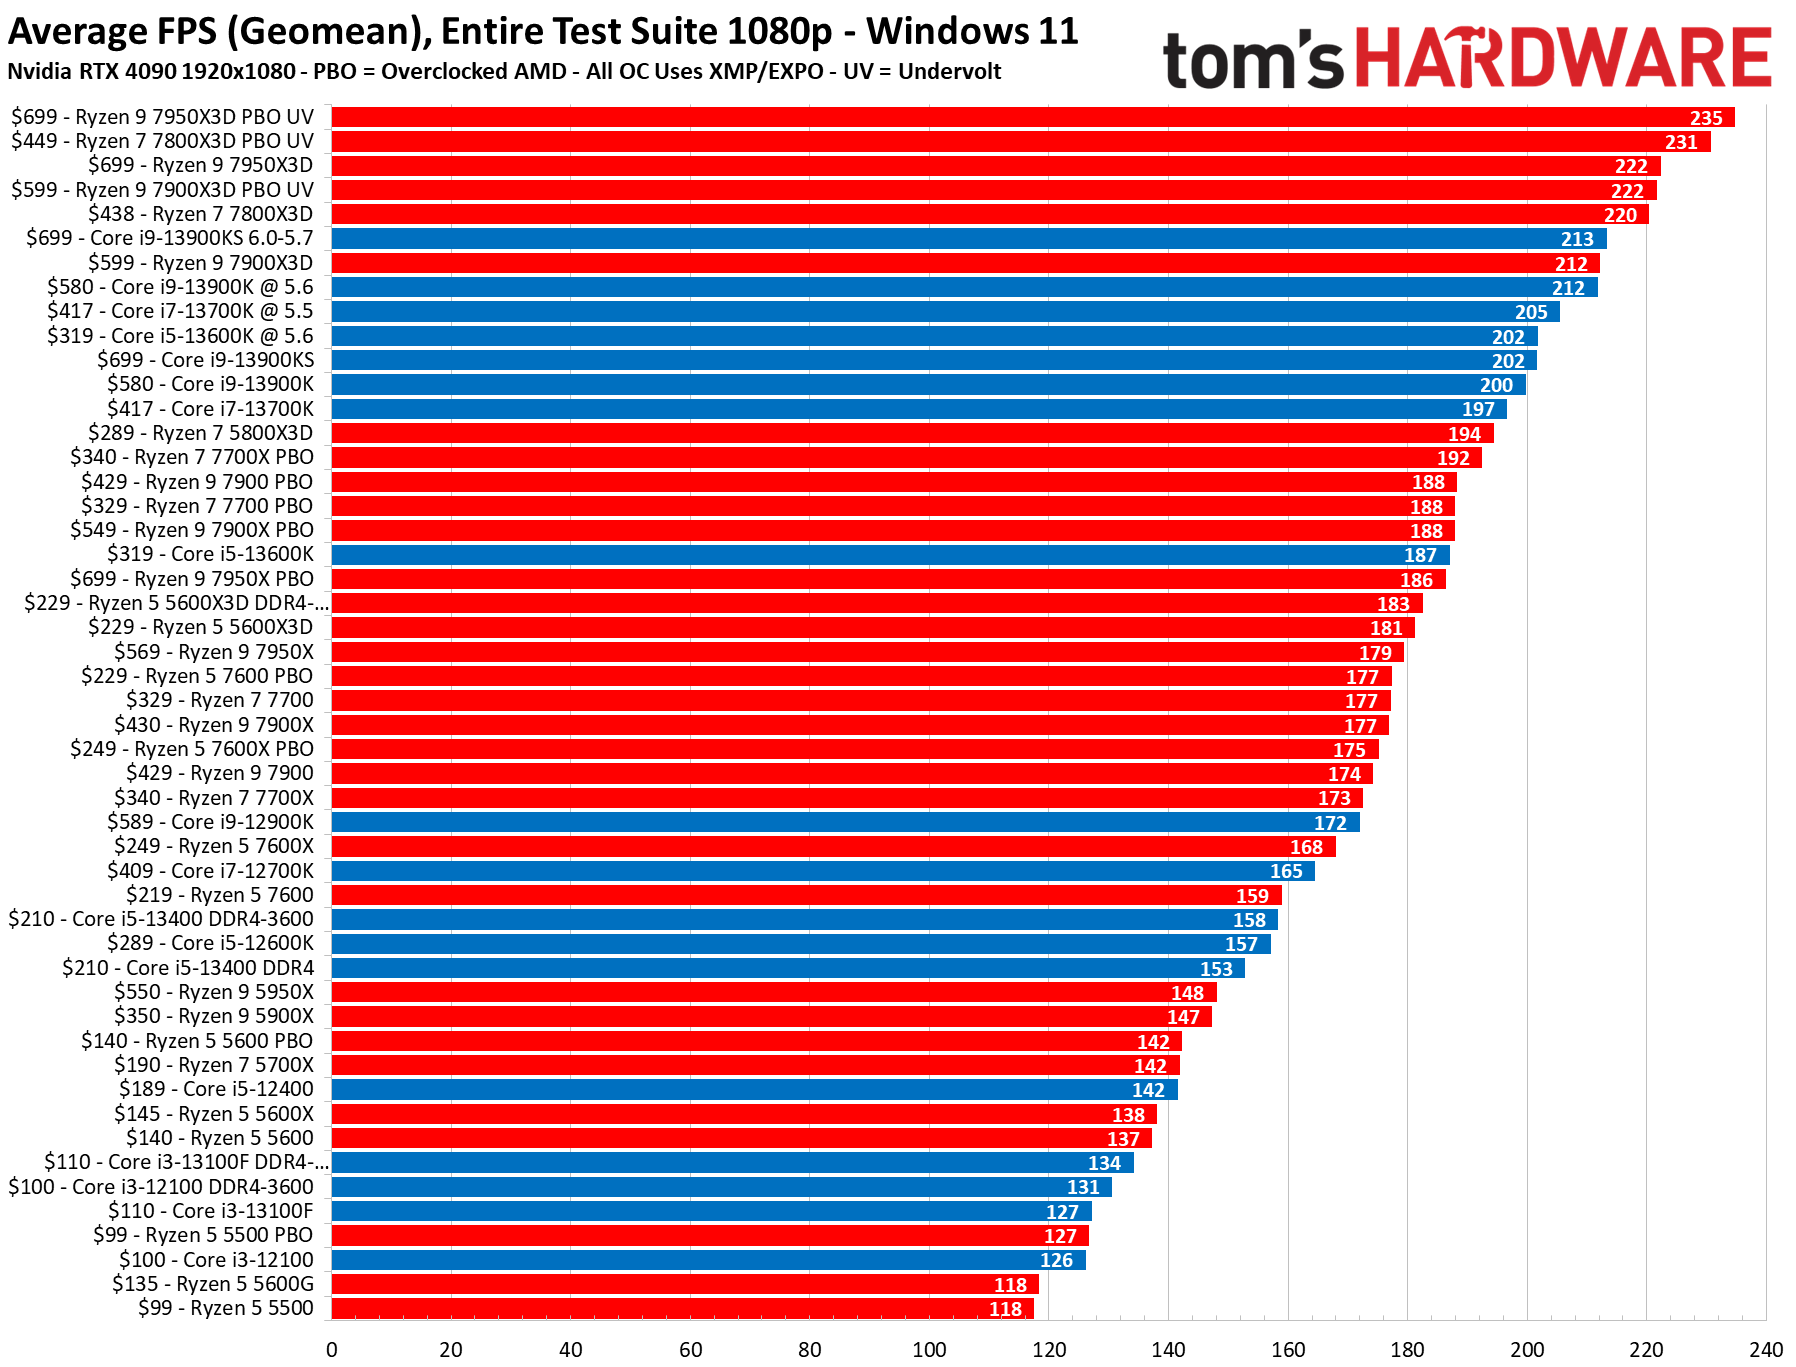 Average FPS (Geomean), Entire Test Suite 1080p - Windows 11
Nvidia RTX 4090 1920x1080 - PBO = Overclocked AMD - All OC Uses XMP/EXPO - UV = Undervolt
tom's HARDWARE
$699 - Ryzen 9 7950X3D PBO UV 235
$449 - Ryzen 7 7800X3D PBO UV 231
$699 - Ryzen 9 7950X3D 222
$599 - Ryzen 9 7900X3D PBO UV 222
$438 - Ryzen 7 7800X3D 220
$699 - Core i9-13900KS 6.0-5.7 213
$599 - Ryzen 9 7900X3D 212
$580 - Core i9-13900K @ 5.6 212
$417 - Core i7-13700K @ 5.5 205
$319 - Core i5-13600K @ 5.6 202
$699 - Core i9-13900KS 202
$580 - Core i9-13900K 200
$417 - Core i7-13700K 197
$289 - Ryzen 7 5800X3D 194
$340 - Ryzen 7 7700X PBO 192
$429 - Ryzen 9 7900 PBO 188
$329 - Ryzen 7 7700 PBO 188
$549 - Ryzen 9 7900X PBO 188
$319 - Core i5-13600K 187
$699 - Ryzen 9 7950X PBO 186
$229 - Ryzen 5 5600X3D DDR4-... 183
$229 - Ryzen 5 5600X3D 181
$569 - Ryzen 9 7950X 179
$229 - Ryzen 5 7600 PBO 177
$329 - Ryzen 7 7700 177
$430 - Ryzen 9 7900X 177
$249 - Ryzen 5 7600X PBO 175
$429 - Ryzen 9 7900 174
$340 - Ryzen 7 7700X 173
$589 - Core i9-12900K 172
$249 - Ryzen 5 7600X 168
$409 - Core i7-12700K 165
$219 - Ryzen 5 7600 159
$210 - Core i5-13400 DDR4-3600 158
$289 - Core i5-12600K 157
$210 - Core i5-13400 DDR4 153
$550 - Ryzen 9 5950X 148
$350 - Ryzen 9 5900X 147
$140 - Ryzen 5 5600 PBO 142
$190 - Ryzen 7 5700X 142
$189 - Core i5-12400 142
$145 - Ryzen 5 5600X 138
$140 - Ryzen 5 5600 137
$110 - Core i3-13100F DDR4-... 134
$100 - Core i3-12100 DDR4-3600 131
$110 - Core i3-13100F 127
$99 - Ryzen 5 5500 PBO 127
$100 - Core i3-12100 126
$135 - Ryzen 5 5600G 118
$99 - Ryzen 5 5500 118
0 20 40 60 80 100 120 140 160 180 200 220 240